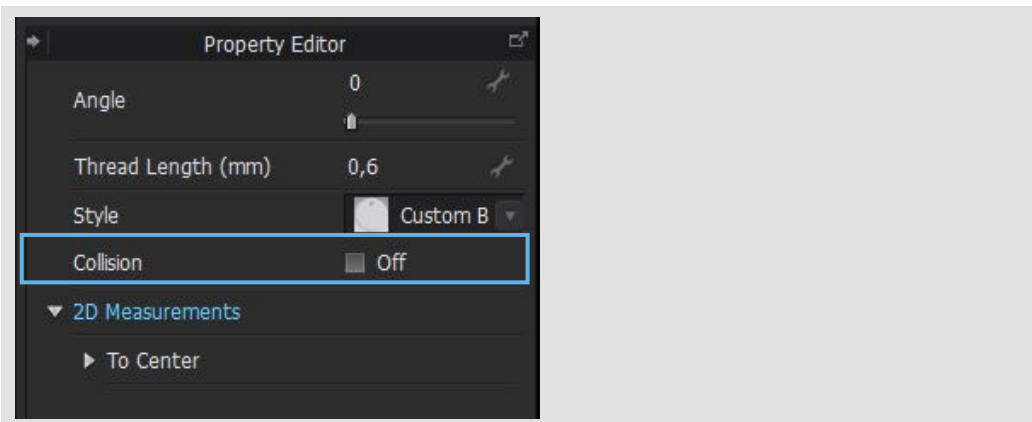 Property Editor
Angle 0
Thread Length (mm) 0,6
Style Custom B
Collision Off
2D Measurements
To Center